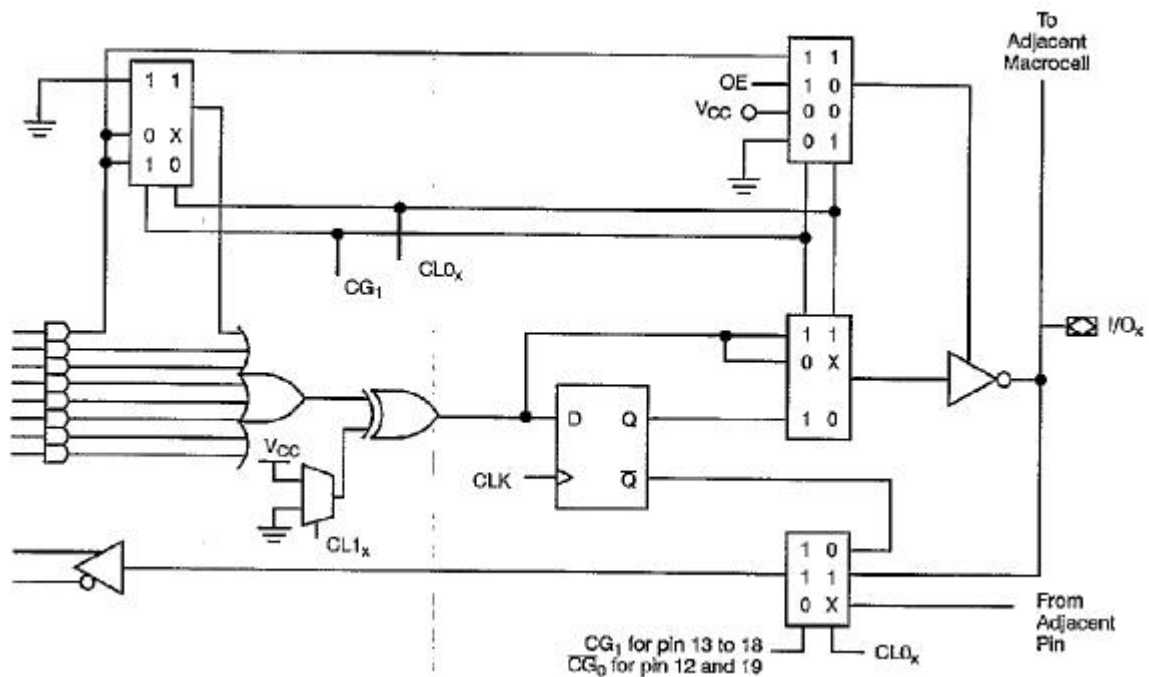 To
Adjacent
Macrocell
1 1
OE 1 0
VCC 0 0
0 1
1 1
0 X
1 0
CL0x
CG1
I/Ox
1 1
0 X
1 0
D Q
VCC
CLK Q̅
CL1x
1 0
1 1
0 X
From
Adjacent
Pin
CG1 for pin 13 to 18
C̅G̅0 for pin 12 and 19
CL0x